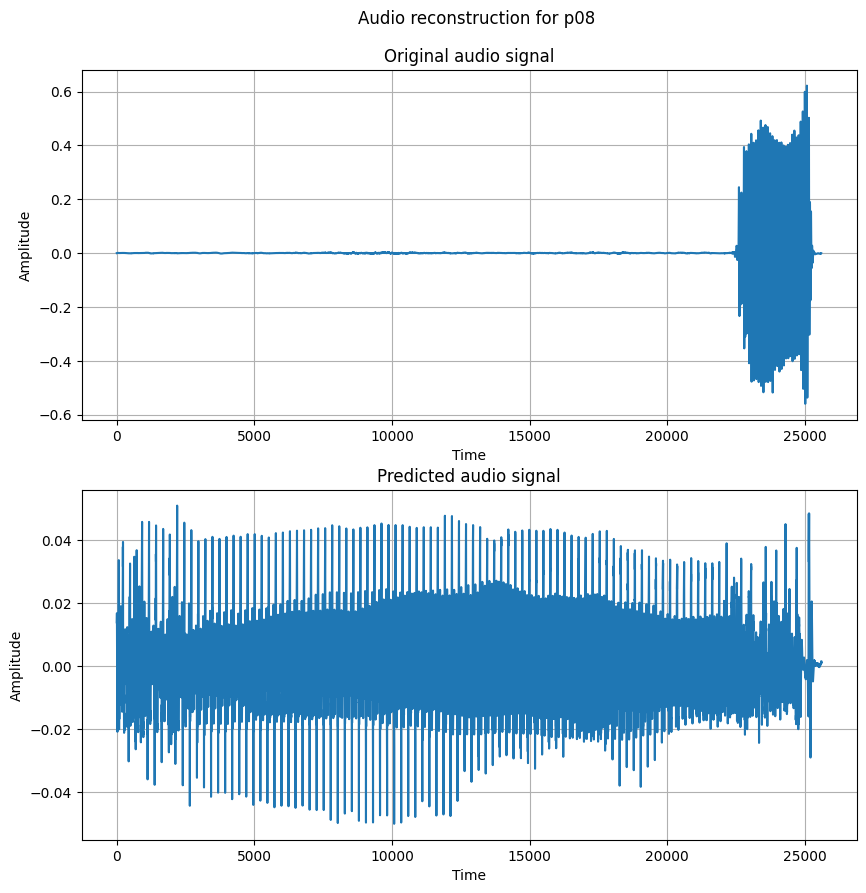 Audio reconstruction for p08
Original audio signal
0.6
0.4
0.2
0.0
−0.2
−0.4
−0.6
Amplitude
0 5000 10000 15000 20000 25000
Time
Predicted audio signal
0.04
0.02
0.00
−0.02
−0.04
Amplitude
0 5000 10000 15000 20000 25000
Time